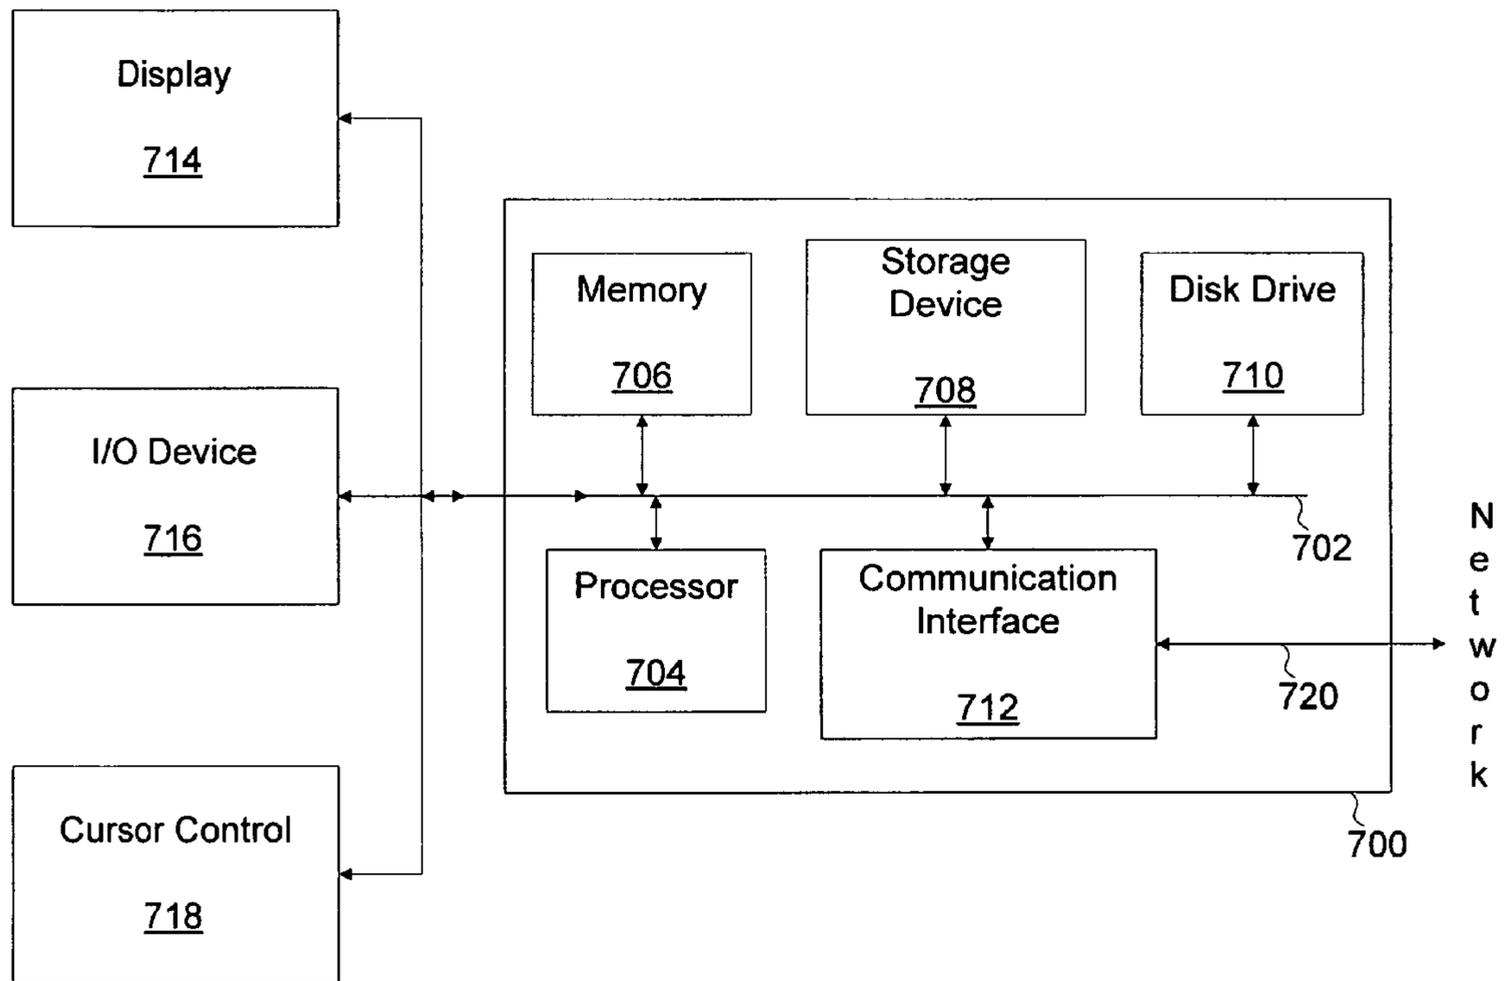 Display
714
Memory
706
Storage
Device
708
Disk Drive
710
I/O Device
716
702
Processor
704
Communication
Interface
712
720
Network
Cursor Control
718
700